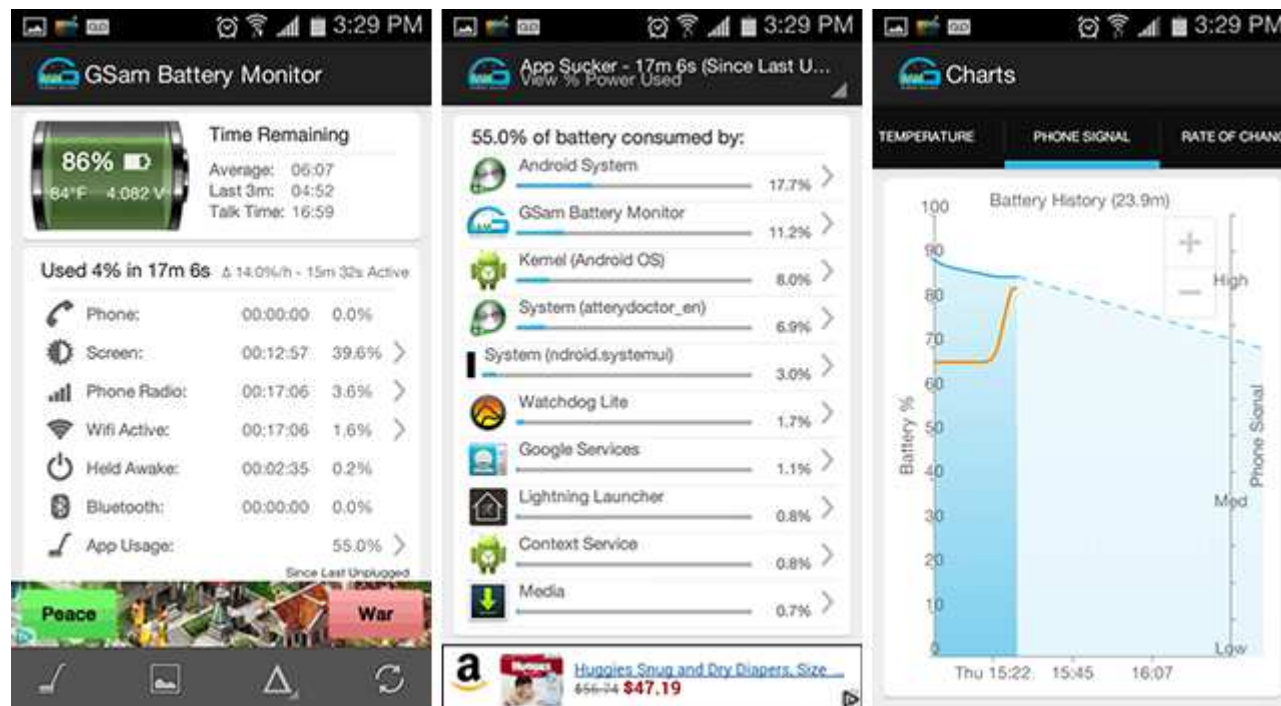 3:29 PM
GSam Battery Monitor
86%
84°F 4.082 V
Time Remaining
Average: 06:07
Last 3m: 04:52
Talk Time: 16:59
Used 4% in 17m 6s Δ 14.0%/h - 15m 32s Active
Phone: 00:00:00 0.0%
Screen: 00:12:57 39.6%
Phone Radio: 00:17:06 3.6%
Wifi Active: 00:17:06 1.6%
Held Awake: 00:02:35 0.2%
Bluetooth: 00:00:00 0.0%
App Usage: 55.0%
Since Last Unplugged
Peace
War
3:29 PM
App Sucker - 17m 6s (Since Last U...
View % Power Used
55.0% of battery consumed by:
Android System
17.7%
GSam Battery Monitor
11.2%
Kernel (Android OS)
8.0%
System (atterydoctor_en)
6.9%
System (ndroid.systemui)
3.0%
Watchdog Lite
1.7%
Google Services
1.1%
Lightning Launcher
0.8%
Context Service
0.8%
Media
0.7%
a
Huggies Snug and Dry Diapers, Size ...
$56.74 $47.19
3:29 PM
Charts
TEMPERATURE PHONE SIGNAL RATE OF CHANG
Battery History (23.9m)
100
90
80
70
60
50
40
30
20
10
0
Battery %
High
Med
Low
Phone Signal
Thu 15:22 15:45 16:07